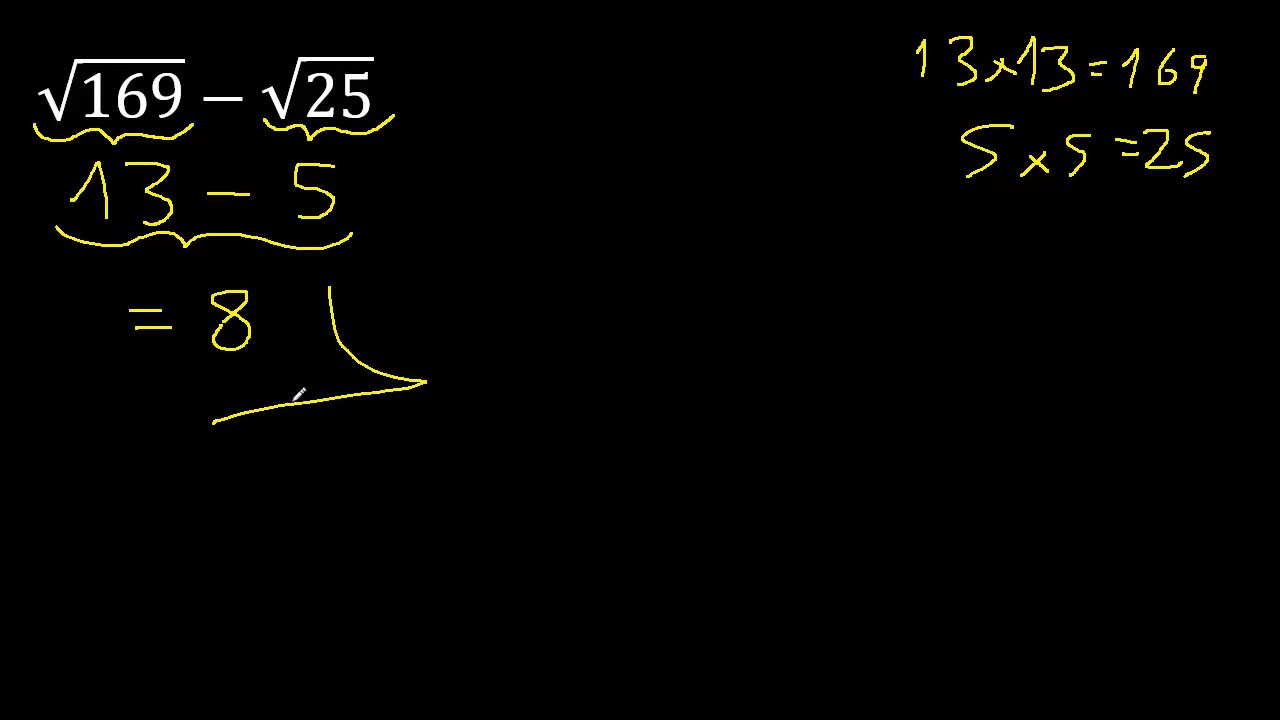 √169 − √25
13 − 5
= 8
13×13=169
5×5=25